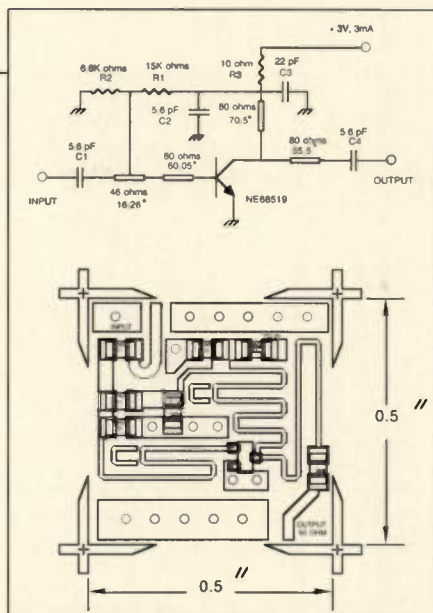 + 3V, 3mA
10 ohm
R3
22 pF
C3
6.8K ohms
R2
15K ohms
R1
5.6 pF
C2
80 ohms
70.5°
5.6 pF
C1
80 ohms
60.05°
80 ohms
55.5
5.6 pF
C4
46 ohms
16.26°
INPUT
NE68519
OUTPUT
INPUT
0.5 "
OUTPUT
50 OHM
0.5 "